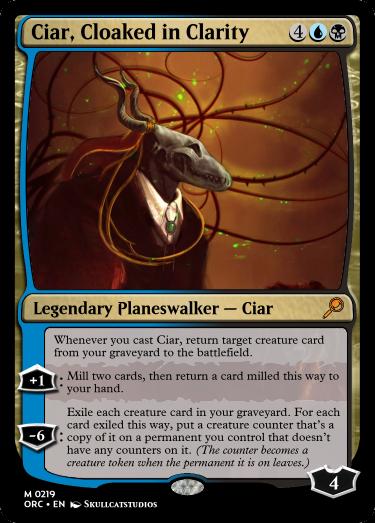 Ciar, Cloaked in Clarity 4
Legendary Planeswalker — Ciar
Whenever you cast Ciar, return target creature card
from your graveyard to the battlefield.
+1: Mill two cards, then return a card milled this way to
your hand.
Exile each creature card in your graveyard. For each
card exiled this way, put a creature counter that's a
-6: copy of it on a permanent you control that doesn't
have any counters on it. (The counter becomes a
creature token when the permanent it is on leaves.)
4
M 0219
ORC • EN SKULLCATSTUDIOS